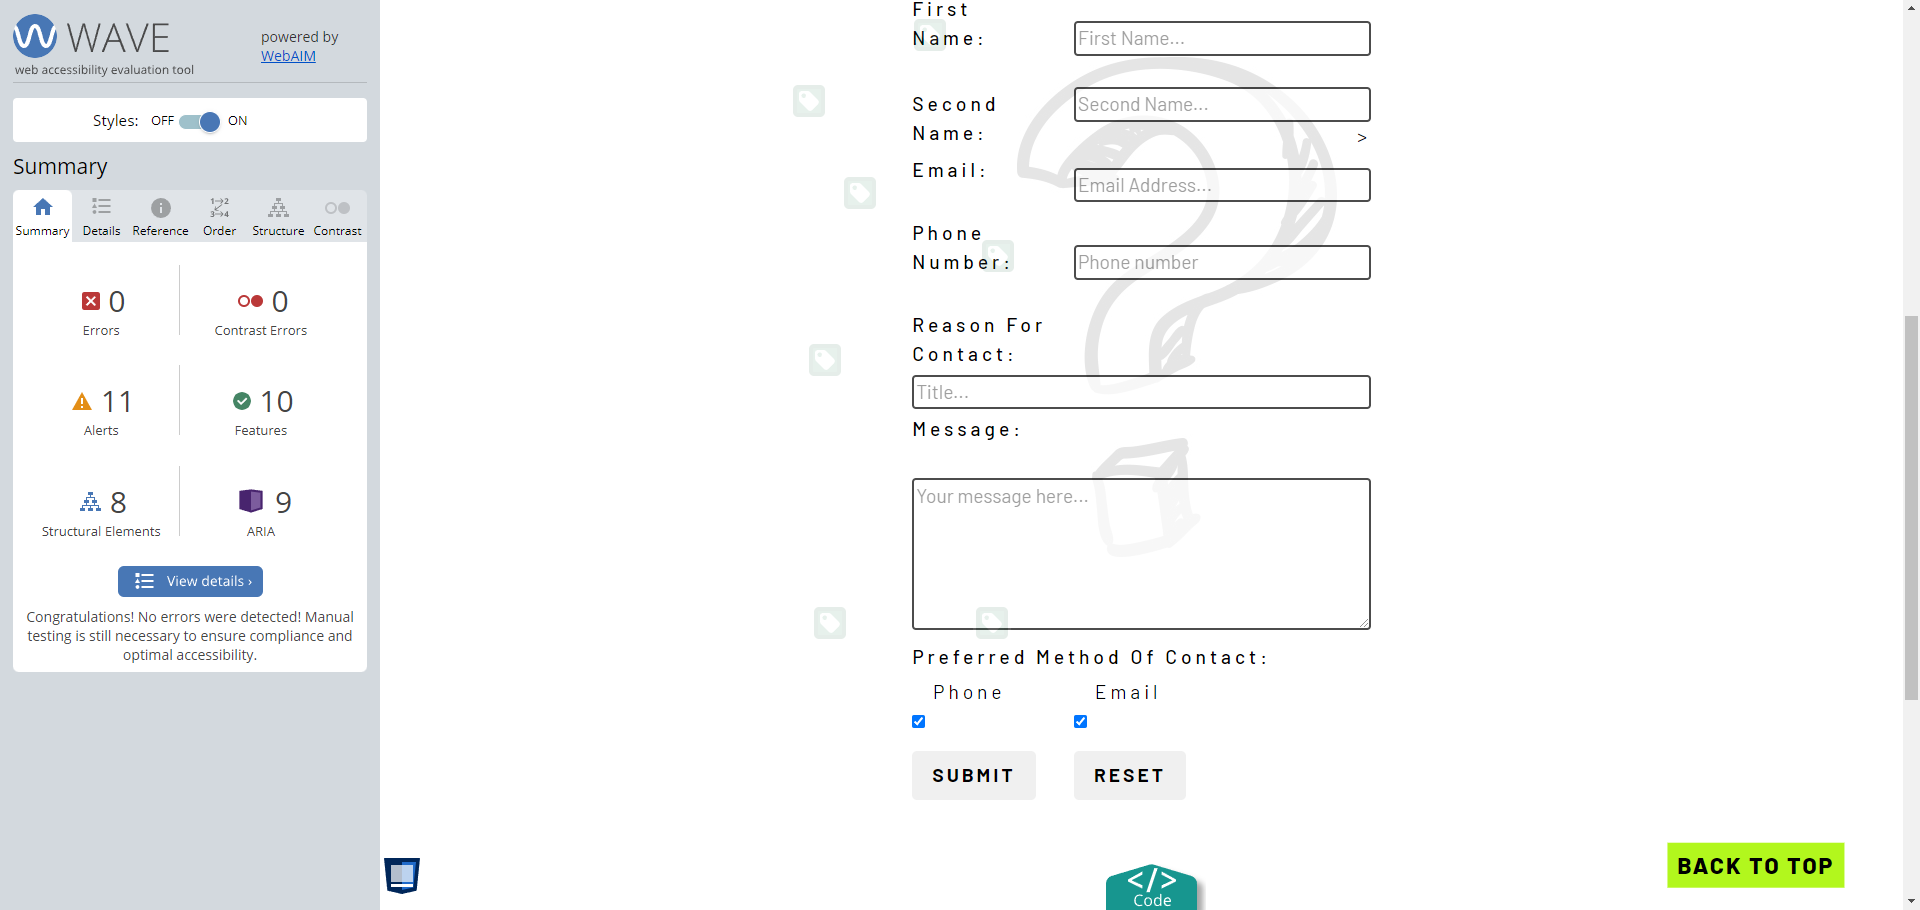 WAVE
powered by
WebAIM
web accessibility evaluation tool
Styles: OFF ON
Summary
Summary Details Reference Order Structure Contrast
0 0
Errors Contrast Errors
11 10
Alerts Features
8 9
Structural Elements ARIA
View details ›
Congratulations! No errors were detected! Manual
testing is still necessary to ensure compliance and
optimal accessibility.
First
Name:
First Name...
Second
Name:
Second Name...
>
Email:
Email Address...
Phone
Number:
Phone number
Reason For
Contact:
Title...
Message:
Your message here...
Preferred Method Of Contact:
Phone Email
SUBMIT RESET
BACK TO TOP
</>
Code